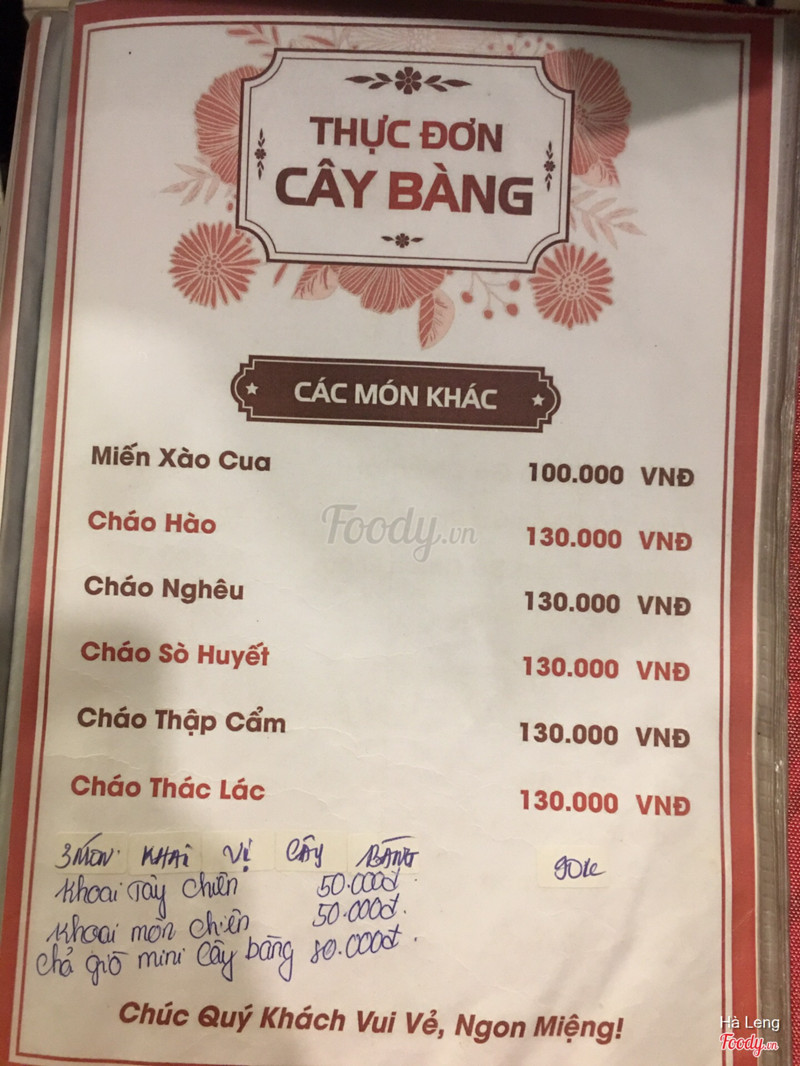 THỰC ĐƠN
CÂY BÀNG
CÁC MÓN KHÁC
Miến Xào Cua 100.000 VNĐ
Cháo Hào 130.000 VNĐ
Foody.vn
Cháo Nghêu 130.000 VNĐ
Cháo Sò Huyết 130.000 VNĐ
Cháo Thập Cẩm 130.000 VNĐ
Cháo Thác Lác 130.000 VNĐ
3 MÓN KHAI VỊ CÂY BÀNG 90k
Khoai Tây chiên 50.000đ
Khoai môn chiên 50.000đ.
Chả giò mini Cây bàng 80.000đ.
Chúc Quý Khách Vui Vẻ, Ngon Miệng!
Hà Leng
Foody.vn